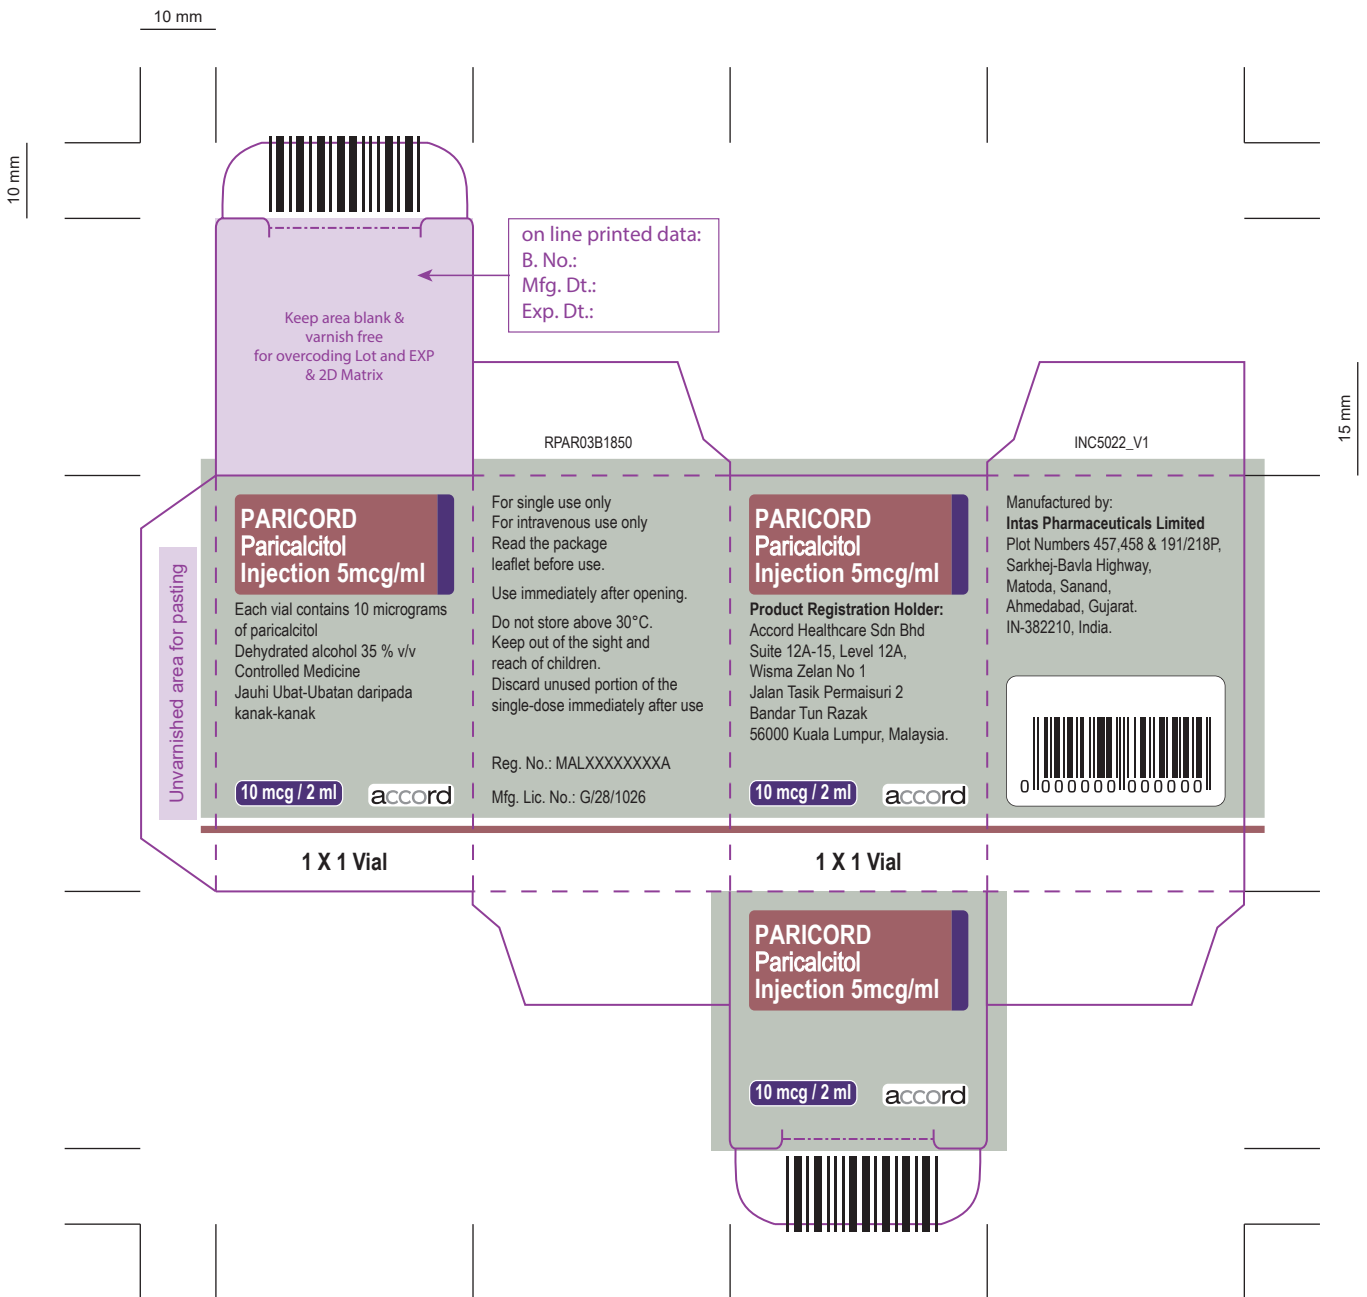 10 mm
10 mm
on line printed data:
B. No.:
Mfg. Dt.:
Exp. Dt.:
Keep area blank &
varnish free
for overcoding Lot and EXP
& 2D Matrix
15 mm
RPAR03B1850
INC5022_V1
Unvarnished area for pasting
PARICORD
Paricalcitol
Injection 5mcg/ml
Each vial contains 10 micrograms
of paricalcitol
Dehydrated alcohol 35 % v/v
Controlled Medicine
Jauhi Ubat-Ubatan daripada
kanak-kanak
10 mcg / 2 ml
accord
1 X 1 Vial
For single use only
For intravenous use only
Read the package
leaflet before use.
Use immediately after opening.
Do not store above 30°C.
Keep out of the sight and
reach of children.
Discard unused portion of the
single-dose immediately after use
Reg. No.: MALXXXXXXXXA
Mfg. Lic. No.: G/28/1026
PARICORD
Paricalcitol
Injection 5mcg/ml
Product Registration Holder:
Accord Healthcare Sdn Bhd
Suite 12A-15, Level 12A,
Wisma Zelan No 1
Jalan Tasik Permaisuri 2
Bandar Tun Razak
56000 Kuala Lumpur, Malaysia.
10 mcg / 2 ml
accord
1 X 1 Vial
Manufactured by:
Intas Pharmaceuticals Limited
Plot Numbers 457,458 & 191/218P,
Sarkhej-Bavla Highway,
Matoda, Sanand,
Ahmedabad, Gujarat.
IN-382210, India.
0 000000 000000
PARICORD
Paricalcitol
Injection 5mcg/ml
10 mcg / 2 ml
accord